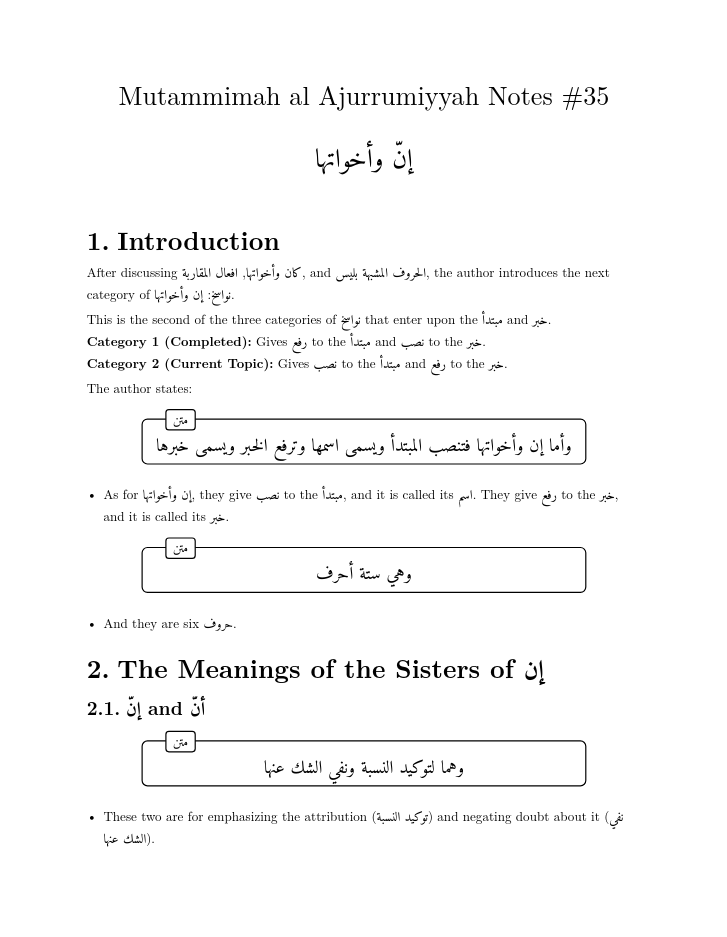 Mutammimah al Ajurrumiyyah Notes #35
إنّ وأخواتها
1. Introduction
After discussing كان وأخواتها, افعال المقاربة, and الحروف المشبهة بليس, the author introduces the next
category of نواسخ: إن وأخواتها.
This is the second of the three categories of نواسخ that enter upon the مبتدأ and خبر.
Category 1 (Completed): Gives رفع to the مبتدأ and نصب to the خبر.
Category 2 (Current Topic): Gives نصب to the مبتدأ and رفع to the خبر.
The author states:
متن
وأما إن وأخواتها فتنصب المبتدأ ويسمى اسمها وترفع الخبر ويسمى خبرها
• As for إن وأخواتها, they give نصب to the مبتدأ, and it is called its اسم. They give رفع to the خبر,
and it is called its خبر.
متن
وهي ستة أحرف
• And they are six حروف.
2. The Meanings of the Sisters of إن
2.1. إنّ and أنّ
متن
وهما لتوكيد النسبة ونفي الشك عنها
• These two are for emphasizing the attribution (توكيد النسبة) and negating doubt about it (نفي
الشك عنها).